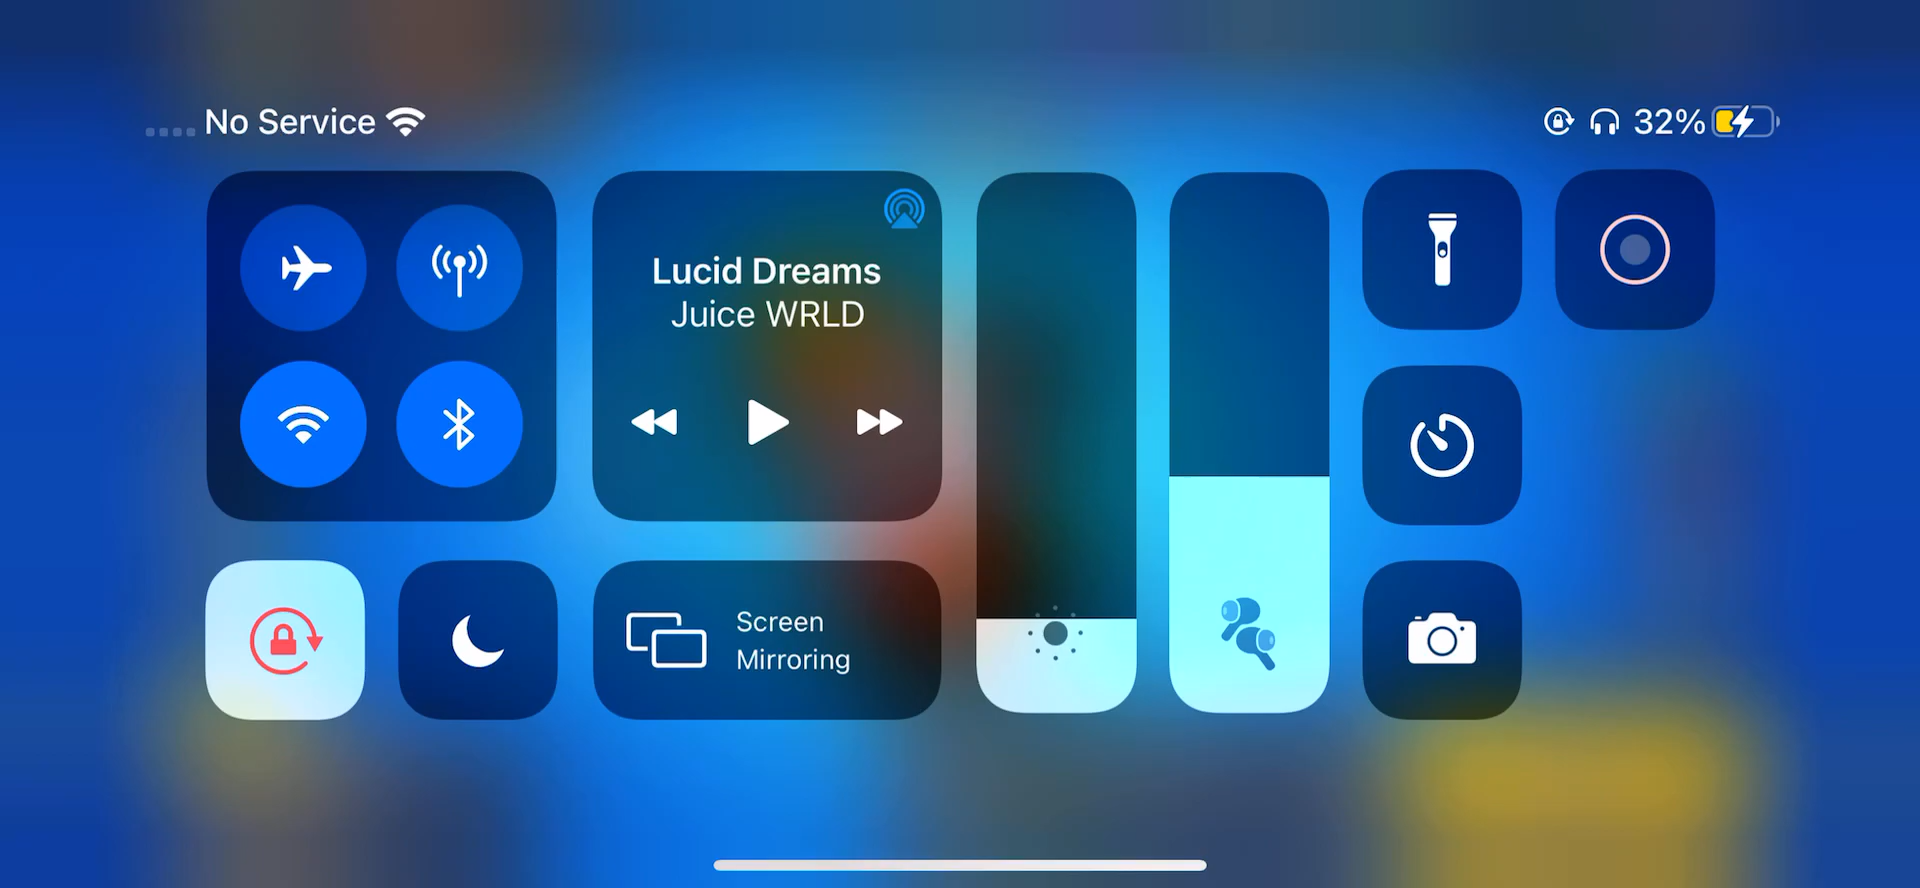 No Service
32%
Lucid Dreams
Juice WRLD
Screen
Mirroring